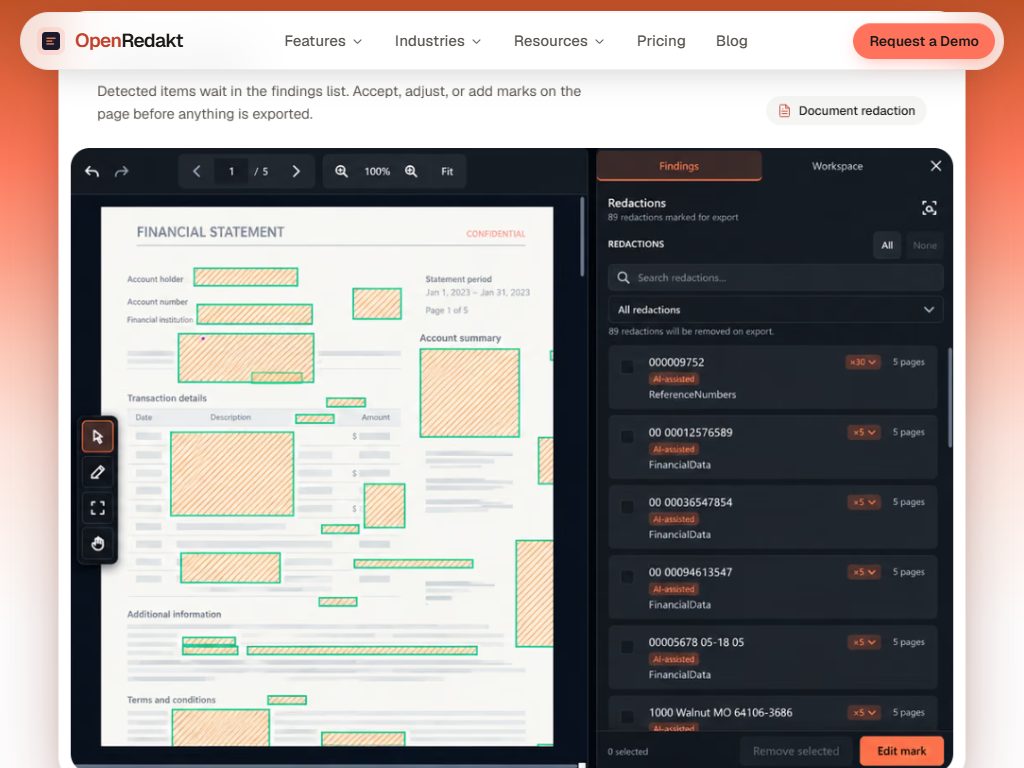 OpenRedakt
Features
Industries
Resources
Pricing
Blog
Request a Demo
Detected items wait in the findings list. Accept, adjust, or add marks on the
page before anything is exported.
Document redaction
1 / 5
100%
Fit
FINANCIAL STATEMENT
CONFIDENTIAL
Account holder
Account number
Financial institution
Statement period
Jan 1, 2023 – Jan 31, 2023
Page 1 of 5
Account summary
Transaction details
Date
Description
Amount
$
$
$
Additional information
Terms and conditions
Findings
Workspace
Redactions
89 redactions marked for export
REDACTIONS
All
None
Search redactions...
All redactions
89 redactions will be removed on export.
000009752
×30
5 pages
AI-assisted
ReferenceNumbers
00 00012576589
×5
5 pages
AI-assisted
FinancialData
00 00036547854
×5
5 pages
AI-assisted
FinancialData
00 00094613547
×5
5 pages
AI-assisted
FinancialData
00005678 05-18 05
×5
5 pages
AI-assisted
FinancialData
1000 Walnut MO 64106-3686
×5
5 pages
AI-assisted
0 selected
Remove selected
Edit mark